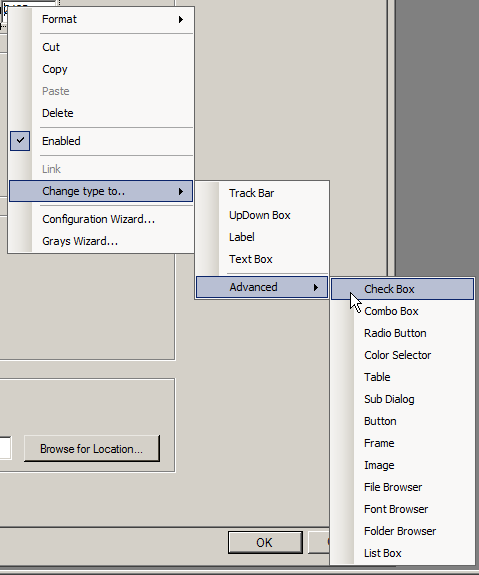 Format
Cut
Copy
Paste
Delete
Enabled
Link
Change type to..
Configuration Wizard...
Grays Wizard...
Track Bar
UpDown Box
Label
Text Box
Advanced
Check Box
Combo Box
Radio Button
Color Selector
Table
Sub Dialog
Button
Frame
Image
File Browser
Font Browser
Folder Browser
List Box
Browse for Location...
OK